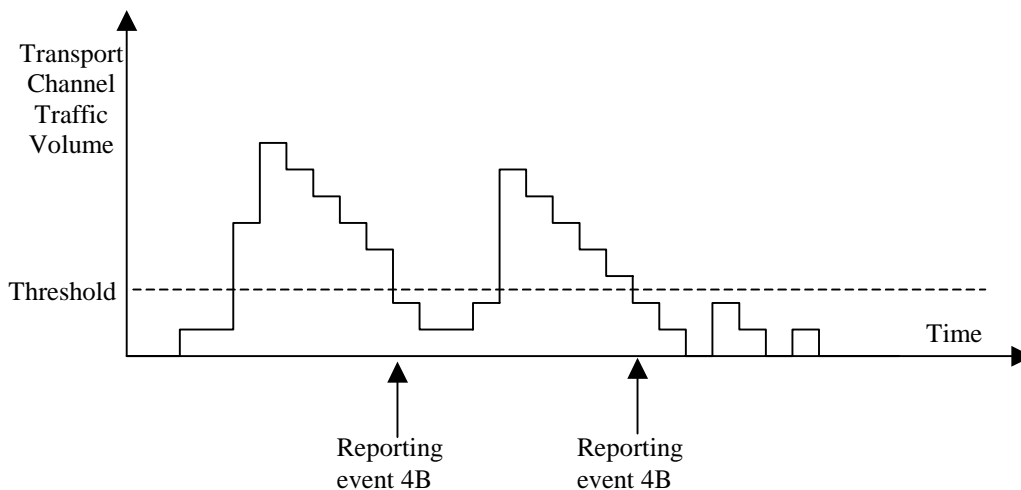 Transport
Channel
Traffic
Volume
Threshold
Time
Reporting
event 4B
Reporting
event 4B